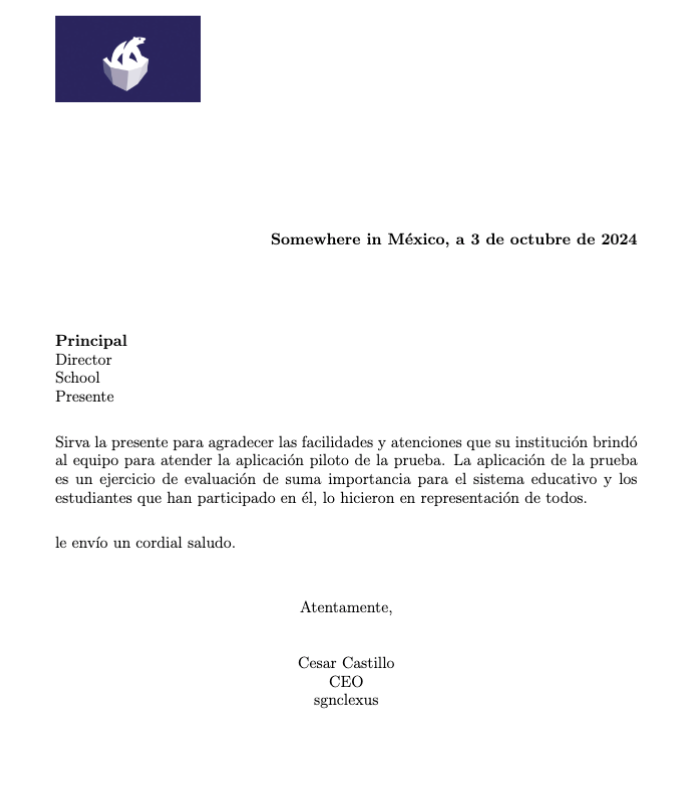 Somewhere in México, a 3 de octubre de 2024
Principal
Director
School
Presente
Sirva la presente para agradecer las facilidades y atenciones que su institución brindó
al equipo para atender la aplicación piloto de la prueba. La aplicación de la prueba
es un ejercicio de evaluación de suma importancia para el sistema educativo y los
estudiantes que han participado en él, lo hicieron en representación de todos.
le envío un cordial saludo.
Atentamente,
Cesar Castillo
CEO
sgnclexus